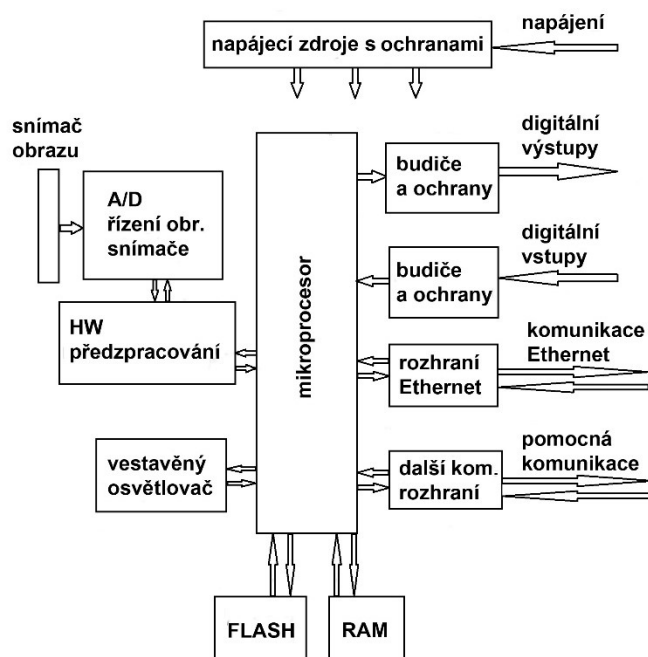 napájecí zdroje s ochranami
napájení
snímač
obrazu
A/D
řízení obr.
snímače
HW
předzpracování
vestavěný
osvětlovač
mikroprocesor
budiče
a ochrany
digitální
výstupy
budiče
a ochrany
digitální
vstupy
rozhraní
Ethernet
komunikace
Ethernet
další kom.
rozhraní
pomocná
komunikace
FLASH
RAM